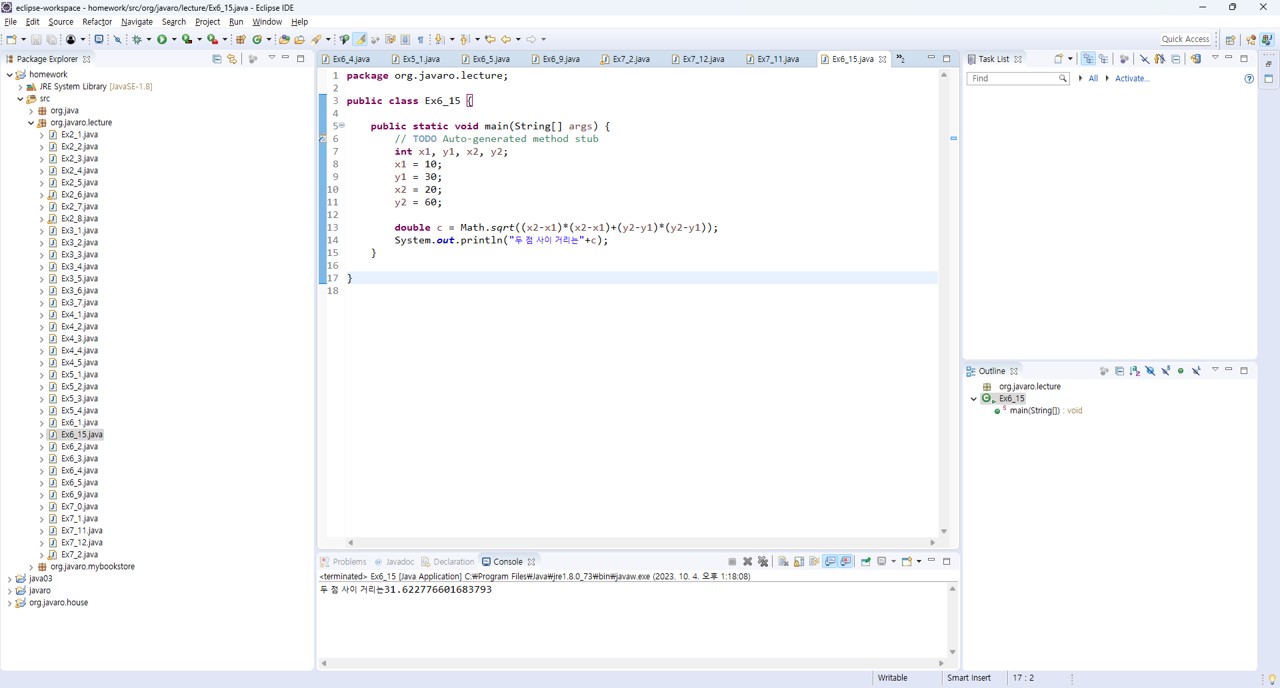 eclipse-workspace - homework/src/org/javaro/lecture/Ex6_15.java - Eclipse IDE
File Edit Source Refactor Navigate Search Project Run Window Help
Quick Access
Package Explorer
homework
JRE System Library [JavaSE-1.8]
src
org.java
org.javaro.lecture
Ex2_1.java
Ex2_2.java
Ex2_3.java
Ex2_4.java
Ex2_5.java
Ex2_6.java
Ex2_7.java
Ex2_8.java
Ex3_1.java
Ex3_2.java
Ex3_3.java
Ex3_4.java
Ex3_5.java
Ex3_6.java
Ex3_7.java
Ex4_1.java
Ex4_2.java
Ex4_3.java
Ex4_4.java
Ex4_5.java
Ex5_1.java
Ex5_2.java
Ex5_3.java
Ex5_4.java
Ex6_1.java
Ex6_15.java
Ex6_2.java
Ex6_3.java
Ex6_4.java
Ex6_5.java
Ex6_9.java
Ex7_0.java
Ex7_1.java
Ex7_11.java
Ex7_12.java
Ex7_2.java
org.javaro.mybookstore
java03
javaro
org.javaro.house
Ex6_4.java Ex5_1.java Ex6_5.java Ex6_9.java Ex7_2.java Ex7_12.java Ex7_11.java Ex6_15.java »2
1 package org.javaro.lecture;
2
3 public class Ex6_15 {
4
5 public static void main(String[] args) {
6 // TODO Auto-generated method stub
7 int x1, y1, x2, y2;
8 x1 = 10;
9 y1 = 30;
10 x2 = 20;
11 y2 = 60;
12
13 double c = Math.sqrt((x2-x1)*(x2-x1)+(y2-y1)*(y2-y1));
14 System.out.println("두 점 사이 거리는"+c);
15 }
16
17 }
18
Problems Javadoc Declaration Console
<terminated> Ex6_15 [Java Application] C:₩Program Files₩Java₩jre1.8.0_73₩bin₩javaw.exe (2023. 10. 4. 오후 1:18:08)
두 점 사이 거리는31.622776601683793
Task List
Find All Activate...
Outline
org.javaro.lecture
Ex6_15
main(String[]) : void
Writable Smart Insert 17 : 2